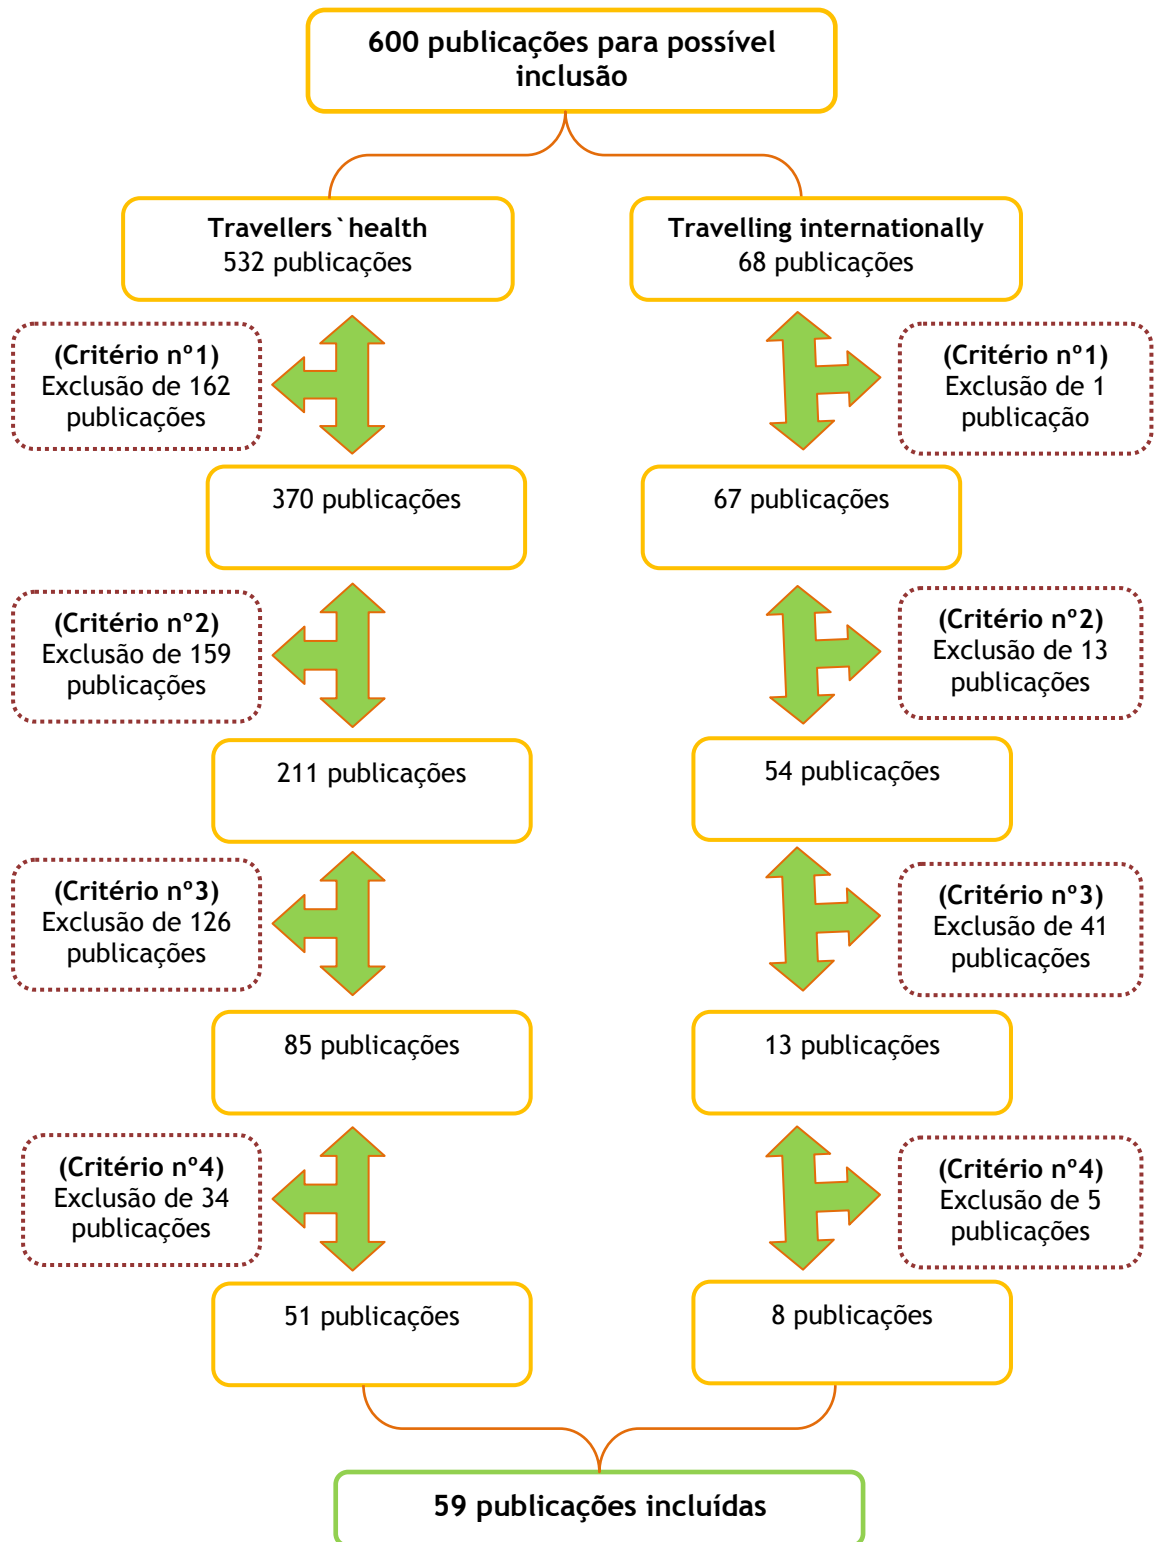 600 publicações para possível
inclusão
Travellers`health
532 publicações
Travelling internationally
68 publicações
(Critério nº1)
Exclusão de 162
publicações
(Critério nº1)
Exclusão de 1
publicação
370 publicações
67 publicações
(Critério nº2)
Exclusão de 159
publicações
(Critério nº2)
Exclusão de 13
publicações
211 publicações
54 publicações
(Critério nº3)
Exclusão de 126
publicações
(Critério nº3)
Exclusão de 41
publicações
85 publicações
13 publicações
(Critério nº4)
Exclusão de 34
publicações
(Critério nº4)
Exclusão de 5
publicações
51 publicações
8 publicações
59 publicações incluídas